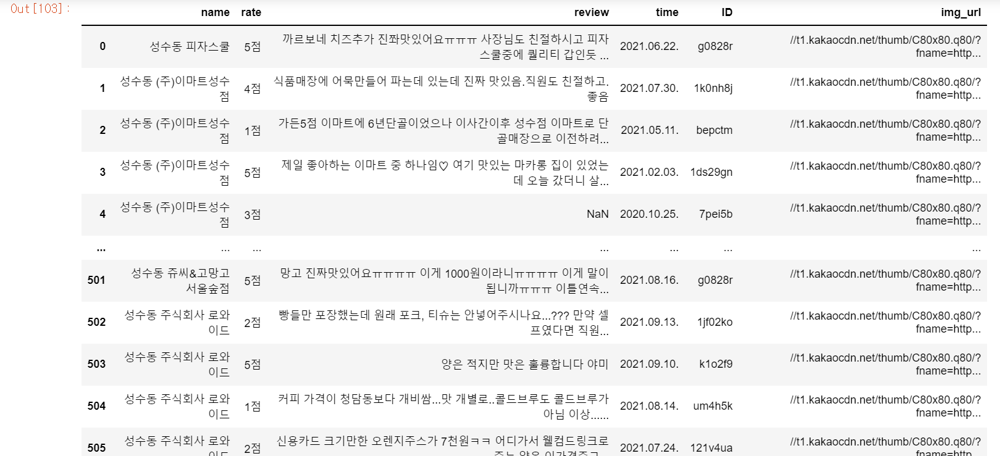 Out[103]:
name rate review time ID img_url
0 성수동 피자스쿨 5점 까르보네 치즈추가 진쫘맛있어요ㅠㅠㅠ 사장님도 친절하시고 피자 2021.06.22. g0828r //t1.kakaocdn.net/thumb/C80x80.q80/?
스쿨중에 퀄리티 갑인듯 ... fname=http...
1 성수동 (주)이마트성수 4점 식품매장에 어묵만들어 파는데 있는데 진짜 맛있음.직원도 친절하고. 2021.07.30. 1k0nh8j //t1.kakaocdn.net/thumb/C80x80.q80/?
점 좋음 fname=http...
2 성수동 (주)이마트성수 1점 가든5점 이마트에 6년단골이었으나 이사간이후 성수점 이마트로 단 2021.05.11. bepctm //t1.kakaocdn.net/thumb/C80x80.q80/?
점 골매장으로 이전하려... fname=http...
3 성수동 (주)이마트성수 5점 제일 좋아하는 이마트 중 하나임♡ 여기 맛있는 마카롱 집이 있었는 2021.02.03. 1ds29gn //t1.kakaocdn.net/thumb/C80x80.q80/?
점 데 오늘 갔더니 살... fname=http...
4 성수동 (주)이마트성수 3점 NaN 2020.10.25. 7pei5b //t1.kakaocdn.net/thumb/C80x80.q80/?
점 fname=http...
... ... ... ... ... ... ...
501 성수동 쥬씨&고망고 5점 망고 진짜맛있어요ㅠㅠㅠㅠ 이게 1000원이라니ㅠㅠㅠㅠ 이게 말이 2021.08.16. g0828r //t1.kakaocdn.net/thumb/C80x80.q80/?
서울숲점 됩니까ㅠㅠㅠ 이틀연속... fname=http...
502 성수동 주식회사 로와 2점 빵들만 포장했는데 원래 포크, 티슈는 안넣어주시나요...??? 만약 셀 2021.09.13. 1jf02ko //t1.kakaocdn.net/thumb/C80x80.q80/?
이드 프였다면 직원... fname=http...
503 성수동 주식회사 로와 5점 양은 적지만 맛은 훌륭합니다 야미 2021.09.10. k1o2f9 //t1.kakaocdn.net/thumb/C80x80.q80/?
이드 fname=http...
504 성수동 주식회사 로와 1점 커피 가격이 청담동보다 개비쌈...맛 개별로..콜드브루도 콜드브루가 2021.08.14. um4h5k //t1.kakaocdn.net/thumb/C80x80.q80/?
이드 아님 이상...... fname=http...
505 성수동 주식회사 로와 2점 신용카드 크기만한 오렌지주스가 7천원ㅋㅋ 어디가서 웰컴드링크로 2021.07.24. 121v4ua //t1.kakaocdn.net/thumb/C80x80.q80/?